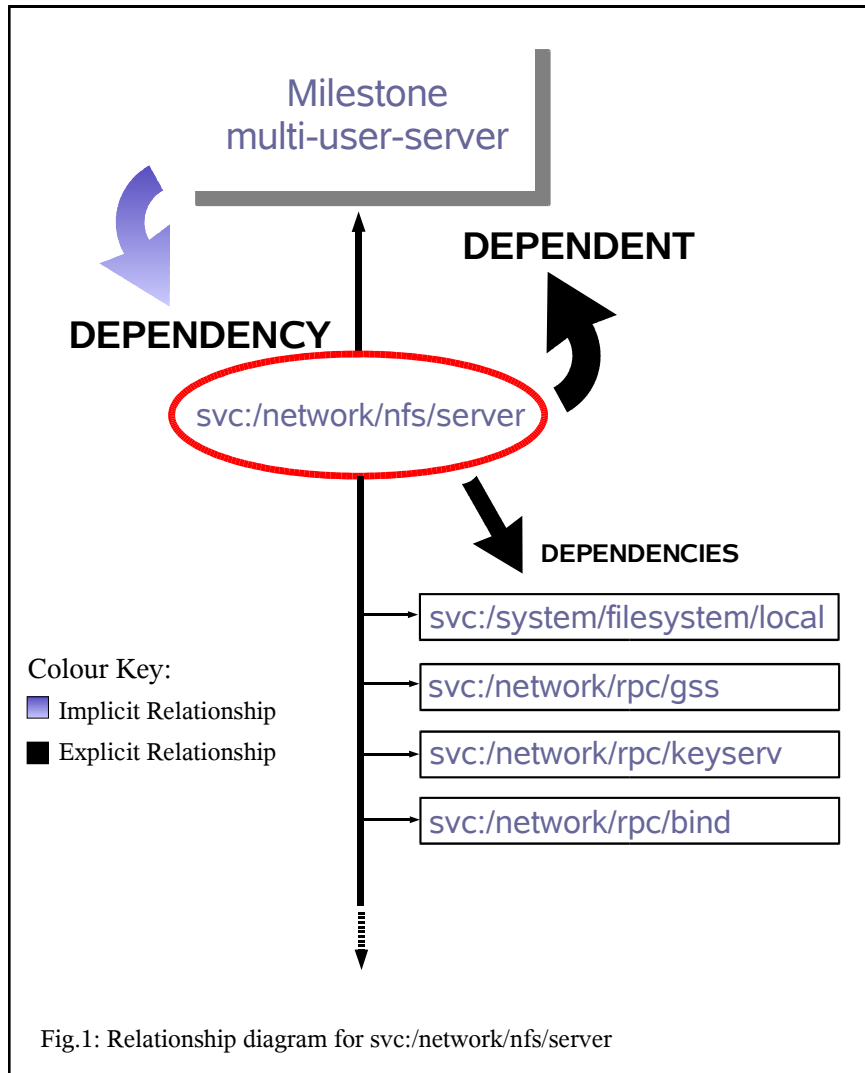 Milestone
multi-user-server
DEPENDENT
DEPENDENCY
svc:/network/nfs/server
DEPENDENCIES
svc:/system/filesystem/local
svc:/network/rpc/gss
svc:/network/rpc/keyserv
svc:/network/rpc/bind
Colour Key:
Implicit Relationship
Explicit Relationship
Fig.1: Relationship diagram for svc:/network/nfs/server